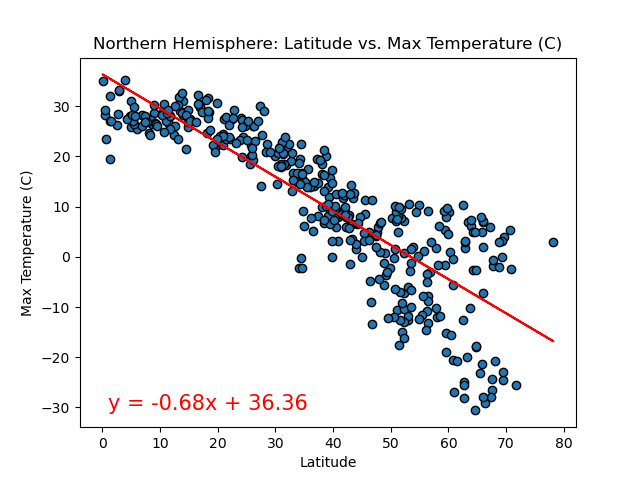 Northern Hemisphere: Latitude vs. Max Temperature (C)
Max Temperature (C)
30
20
10
0
−10
−20
−30
y = -0.68x + 36.36
0 10 20 30 40 50 60 70 80
Latitude